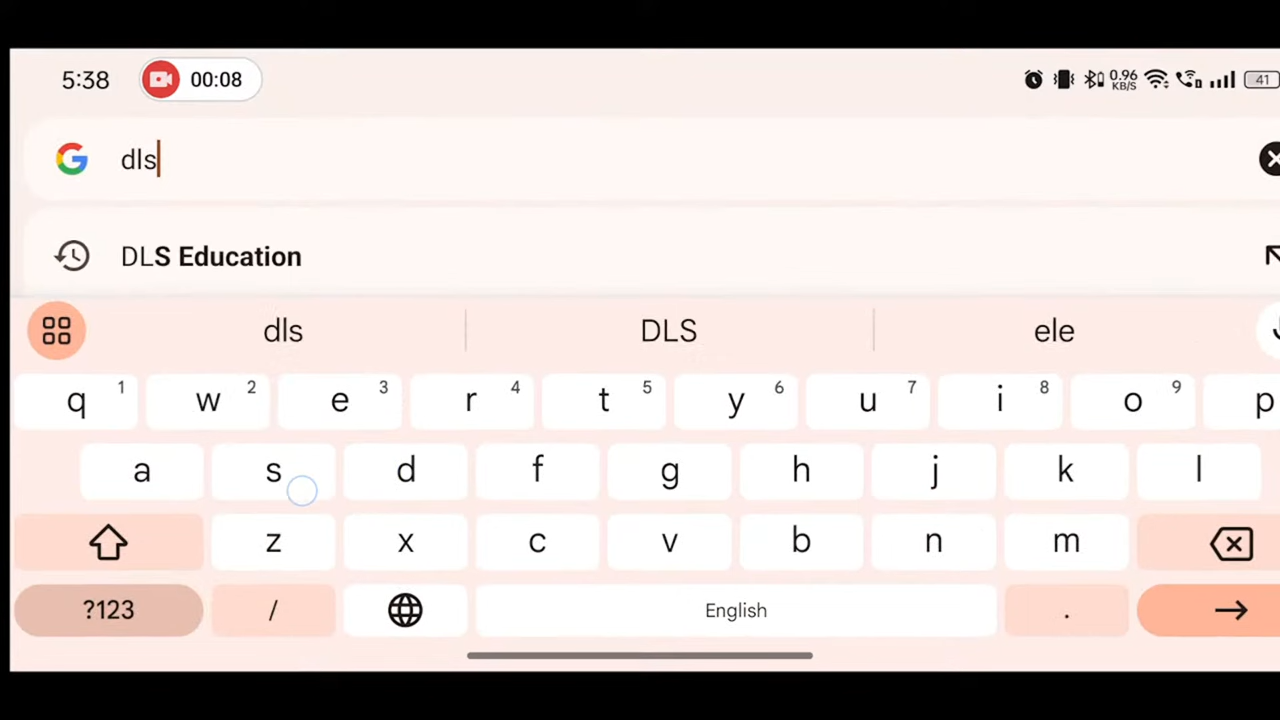 5:38 00:08 0.96 KB/S 41
dls
DLS Education
dls DLS ele
q 1 w 2 e 3 r 4 t 5 y 6 u 7 i 8 o 9 p
a s d f g h j k l
z x c v b n m
?123 / English .